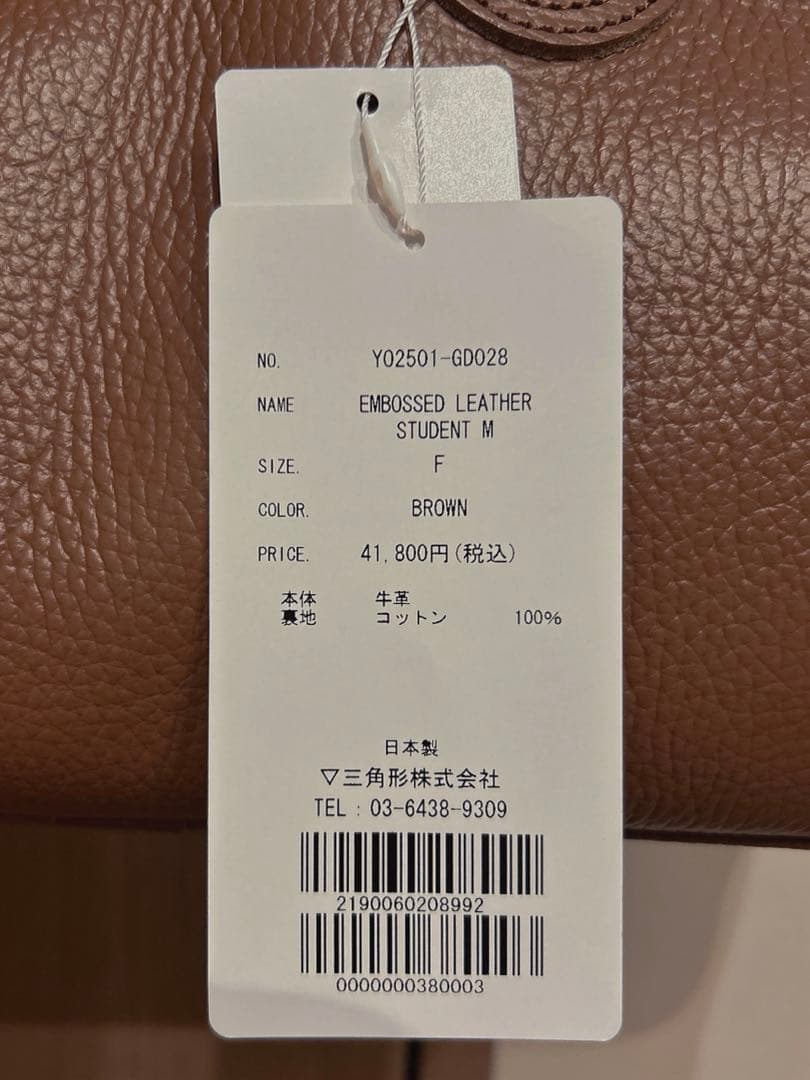 NO. Y02501-GD028
NAME EMBOSSED LEATHER
STUDENT M
SIZE. F
COLOR. BROWN
PRICE. 41,800円(税込)
本体 牛革
裏地 コットン 100%
日本製
▽三角形株式会社
TEL : 03-6438-9309
2190060208992
0000000380003